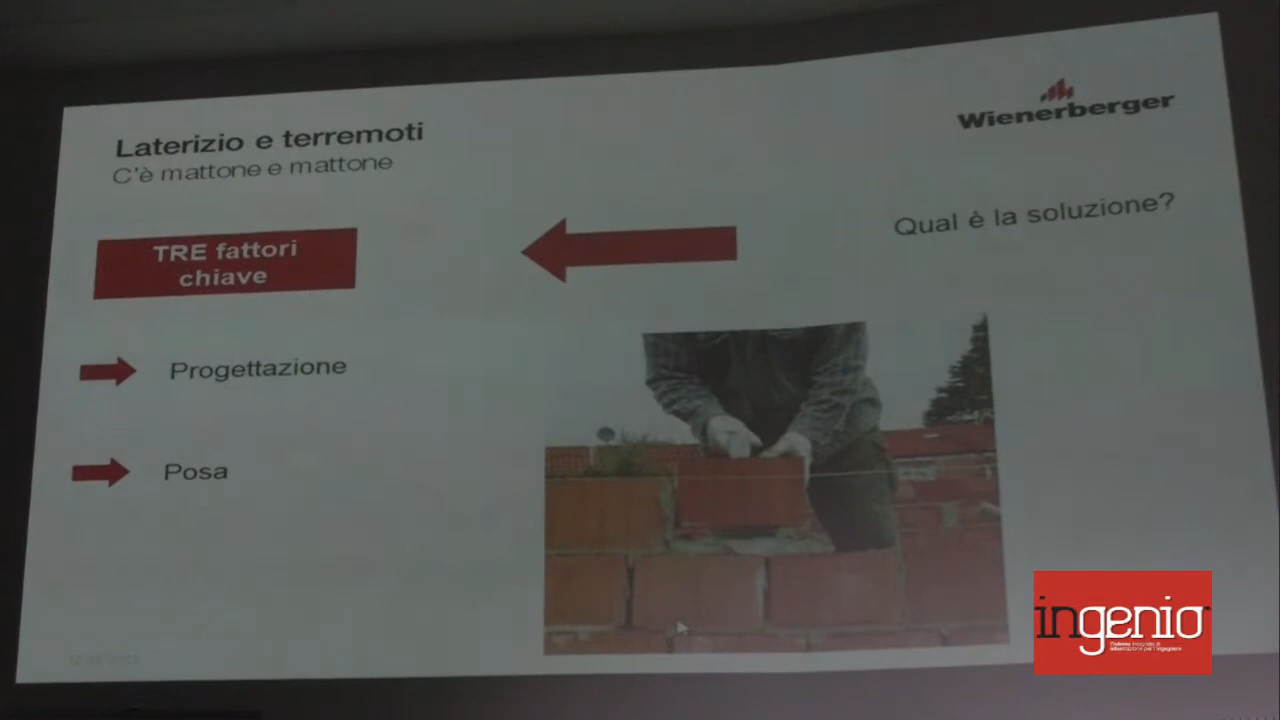 Laterizio e terremoti
C'è mattone e mattone
Wienerberger
Qual è la soluzione?
TRE fattori
chiave
Progettazione
Posa
ingenio